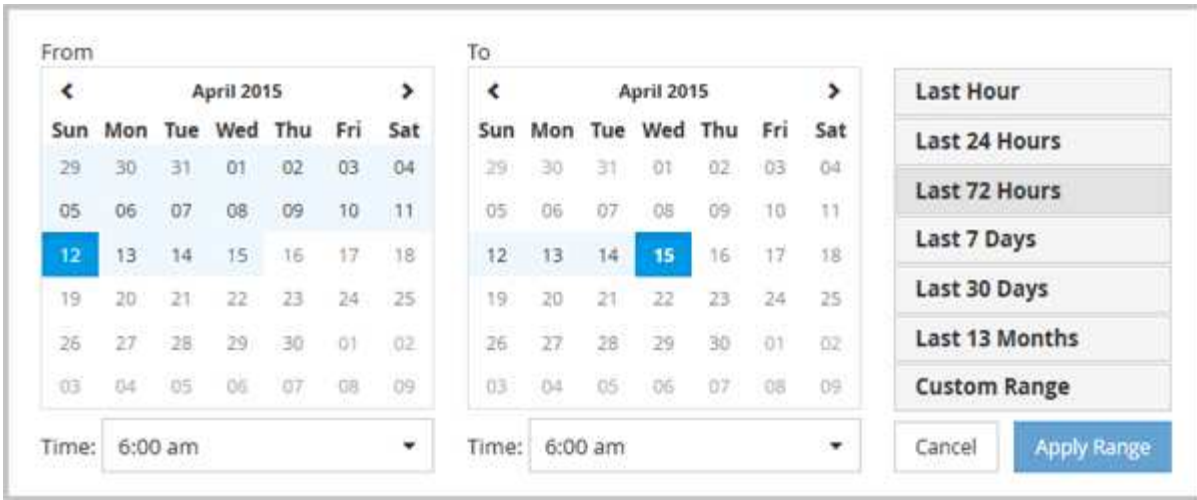 From
April 2015
Sun Mon Tue Wed Thu Fri Sat
29 30 31 01 02 03 04
05 06 07 08 09 10 11
12 13 14 15 16 17 18
19 20 21 22 23 24 25
26 27 28 29 30 01 02
03 04 05 06 07 08 09
Time: 6:00 am
To
April 2015
Sun Mon Tue Wed Thu Fri Sat
29 30 31 01 02 03 04
05 06 07 08 09 10 11
12 13 14 15 16 17 18
19 20 21 22 23 24 25
26 27 28 29 30 01 02
03 04 05 06 07 08 09
Time: 6:00 am
Last Hour
Last 24 Hours
Last 72 Hours
Last 7 Days
Last 30 Days
Last 13 Months
Custom Range
Cancel Apply Range